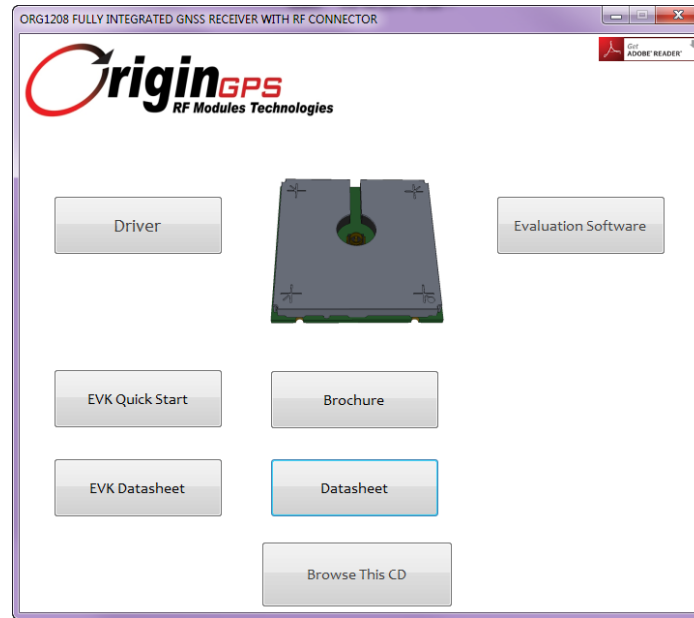 ORG1208 FULLY INTEGRATED GNSS RECEIVER WITH RF CONNECTOR
Get
ADOBE® READER®
OriginGPS
RF Modules Technologies
Driver
Evaluation Software
EVK Quick Start
Brochure
EVK Datasheet
Datasheet
Browse This CD